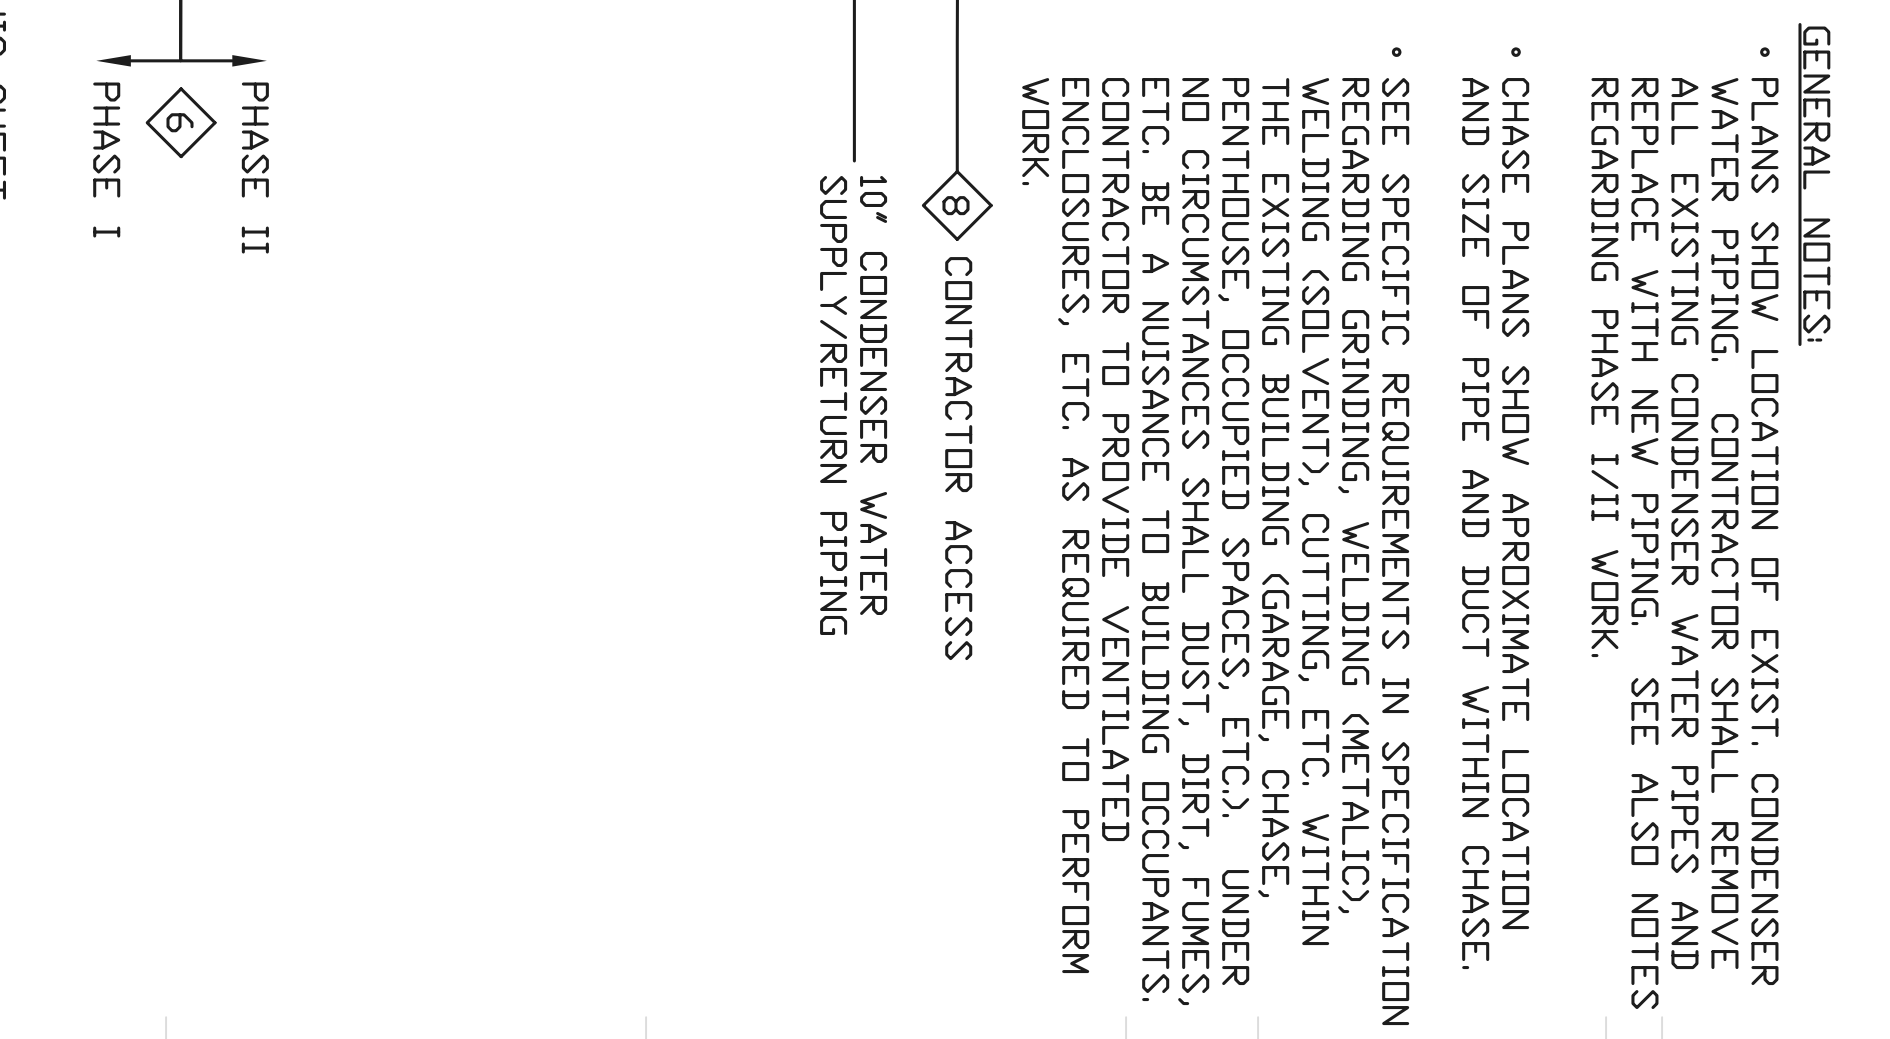 GENERAL NOTES:
° PLANS SHOW LOCATION OF EXIST. CONDENSER
WATER PIPING. CONTRACTOR SHALL REMOVE
ALL EXISTING CONDENSER WATER PIPES AND
REPLACE WITH NEW PIPING. SEE ALSO NOTES
REGARDING PHASE I/II WORK.
° CHASE PLANS SHOW APROXIMATE LOCATION
AND SIZE OF PIPE AND DUCT WITHIN CHASE.
° SEE SPECIFIC REQUIREMENTS IN SPECIFICATION
REGARDING GRINDING, WELDING (METALIC),
WELDING (SOLVENT), CUTTING, ETC. WITHIN
THE EXISTING BUILDING (GARAGE, CHASE,
PENTHOUSE, OCCUPIED SPACES, ETC.). UNDER
NO CIRCUMSTANCES SHALL DUST, DIRT, FUMES,
ETC. BE A NUISANCE TO BUILDING OCCUPANTS.
CONTRACTOR TO PROVIDE VENTILATED
ENCLOSURES, ETC. AS REQUIRED TO PERFORM
WORK.
8 CONTRACTOR ACCESS
10" CONDENSER WATER
SUPPLY/RETURN PIPING
PHASE II
6
PHASE I